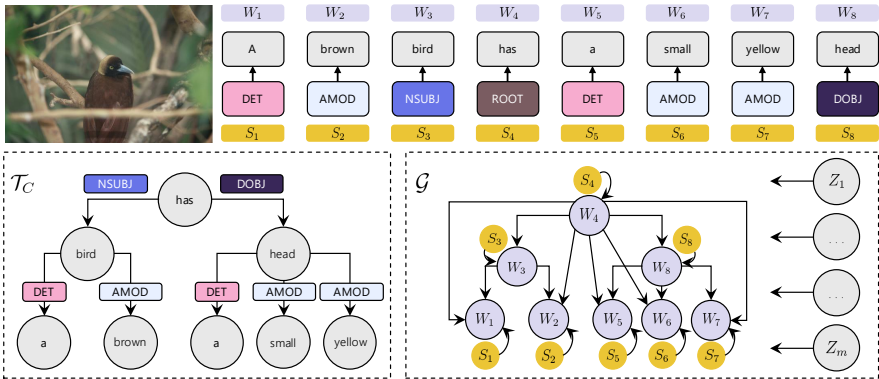 W₁ W₂ W₃ W₄ W₅ W₆ W₇ W₈
A brown bird has a small yellow head
DET AMOD NSUBJ ROOT DET AMOD AMOD DOBJ
S₁ S₂ S₃ S₄ S₅ S₆ S₇ S₈
𝒯_C
NSUBJ DOBJ
has
bird head
DET AMOD DET AMOD AMOD
a brown a small yellow
𝒢
S₄
W₄
S₃ S₈
W₃ W₈
W₁ W₂ W₅ W₆ W₇
S₁ S₂ S₅ S₆ S₇
Z₁
...
...
Zₘ